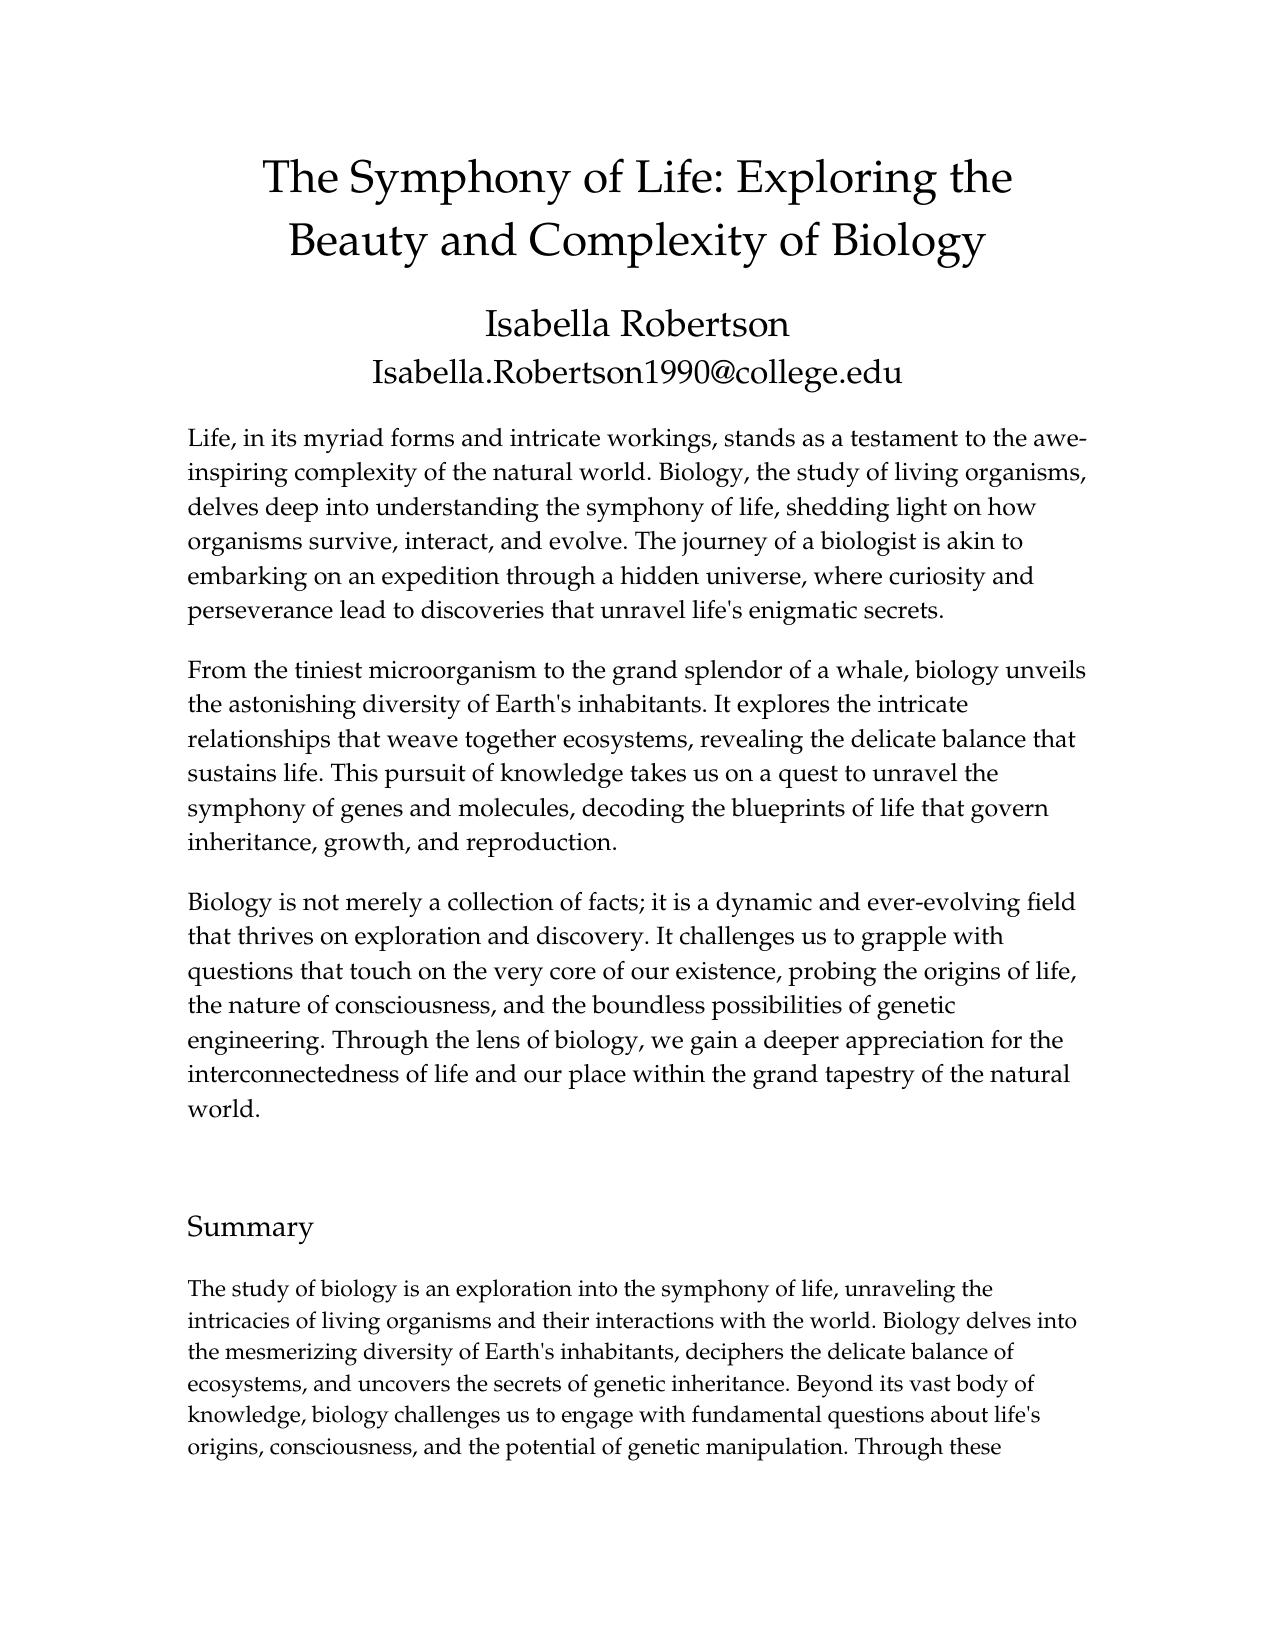 The Symphony of Life: Exploring the
Beauty and Complexity of Biology
Isabella Robertson
Isabella.Robertson1990@college.edu
Life, in its myriad forms and intricate workings, stands as a testament to the awe-
inspiring complexity of the natural world. Biology, the study of living organisms,
delves deep into understanding the symphony of life, shedding light on how
organisms survive, interact, and evolve. The journey of a biologist is akin to
embarking on an expedition through a hidden universe, where curiosity and
perseverance lead to discoveries that unravel life's enigmatic secrets.
From the tiniest microorganism to the grand splendor of a whale, biology unveils
the astonishing diversity of Earth's inhabitants. It explores the intricate
relationships that weave together ecosystems, revealing the delicate balance that
sustains life. This pursuit of knowledge takes us on a quest to unravel the
symphony of genes and molecules, decoding the blueprints of life that govern
inheritance, growth, and reproduction.
Biology is not merely a collection of facts; it is a dynamic and ever-evolving field
that thrives on exploration and discovery. It challenges us to grapple with
questions that touch on the very core of our existence, probing the origins of life,
the nature of consciousness, and the boundless possibilities of genetic
engineering. Through the lens of biology, we gain a deeper appreciation for the
interconnectedness of life and our place within the grand tapestry of the natural
world.
Summary
The study of biology is an exploration into the symphony of life, unraveling the
intricacies of living organisms and their interactions with the world. Biology delves into
the mesmerizing diversity of Earth's inhabitants, deciphers the delicate balance of
ecosystems, and uncovers the secrets of genetic inheritance. Beyond its vast body of
knowledge, biology challenges us to engage with fundamental questions about life's
origins, consciousness, and the potential of genetic manipulation. Through these